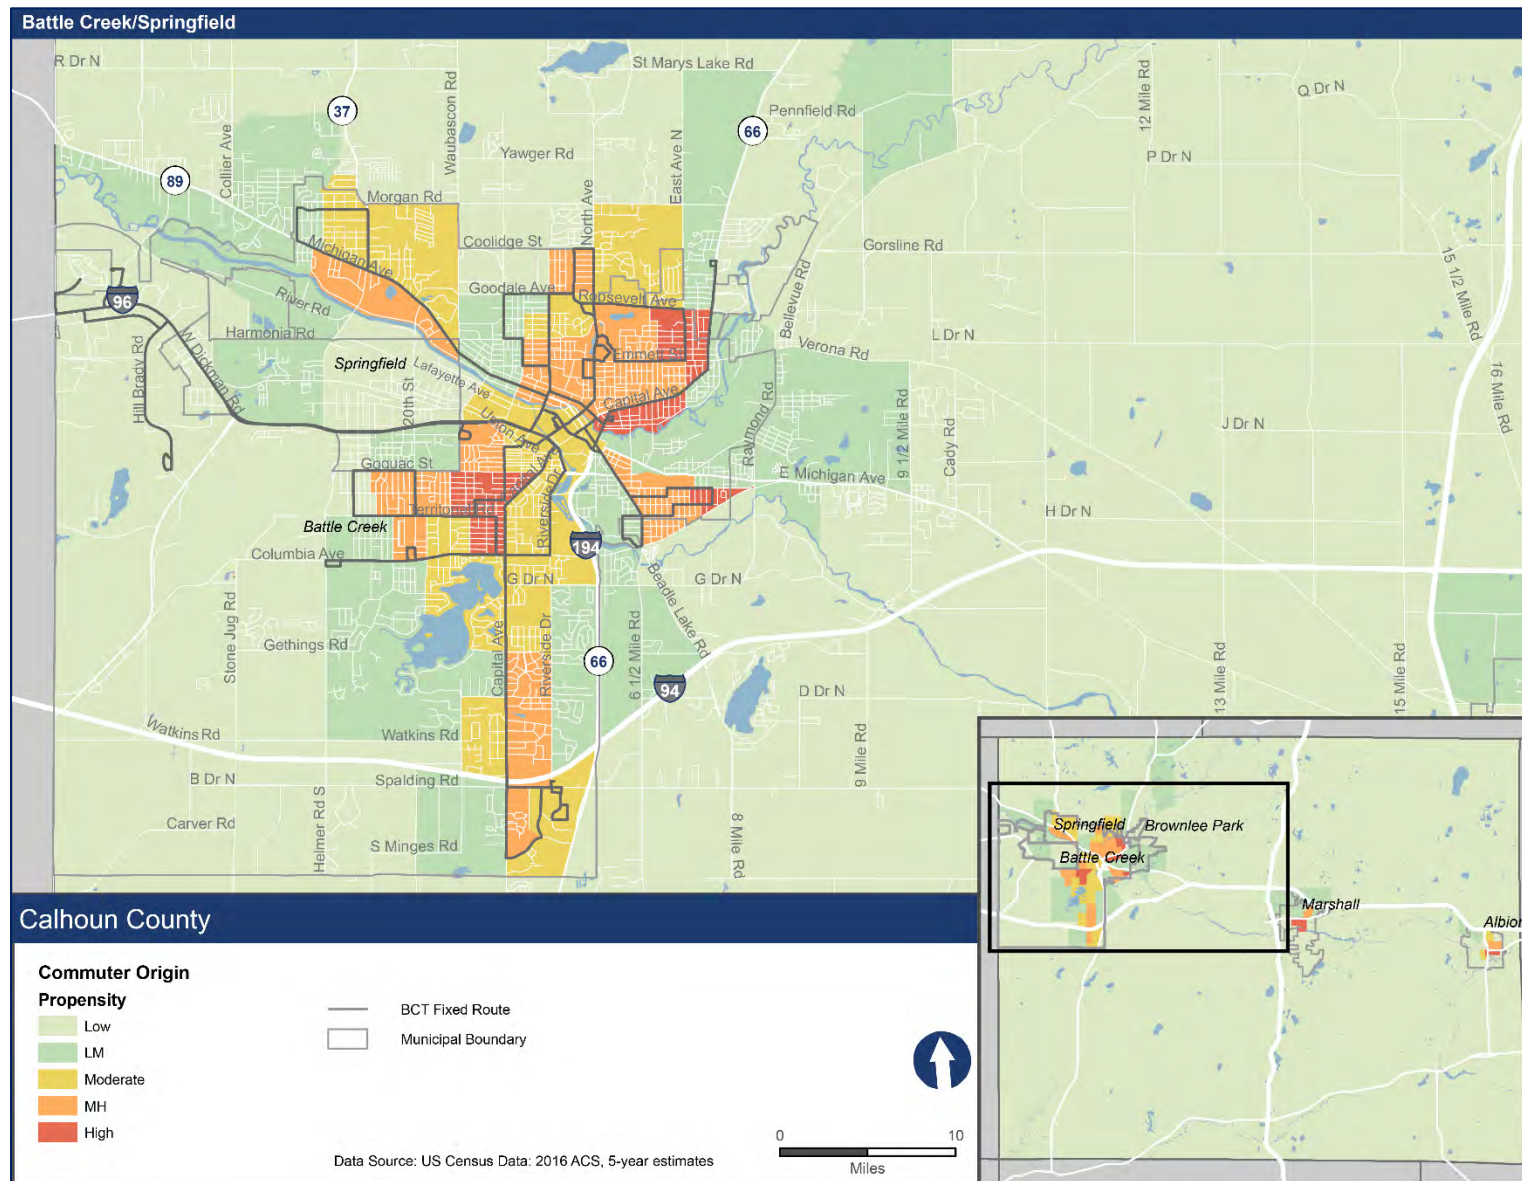 Battle Creek/Springfield
R Dr N
St Marys Lake Rd
37
Waubascon Rd
12 Mile Rd
Q Dr N
Pennfield Rd
66
Collier Ave
Yawger Rd
East Ave N
P Dr N
89
Morgan Rd
North Ave
Coolidge St
Gorsline Rd
Michigan Ave
Bellevue Rd
15 1/2 Mile Rd
96
River Rd
Goodale Ave
Roosevelt Ave
Harmonia Rd
L Dr N
Verona Rd
W Dickman Rd
Hill Brady Rd
Springfield
Lafayette Ave
Emmett St
16 Mile Rd
20th St
Capital Ave
Raymond Rd
9 1/2 Mile Rd
Cady Rd
J Dr N
Union Ave
Goguac St
Capital Ave
Riverside Dr
E Michigan Ave
Territorial Rd
H Dr N
Battle Creek
Columbia Ave
194
G Dr N
G Dr N
Beadle Lake Rd
Stone Jug Rd
Gethings Rd
Capital Ave
Riverside Dr
66
6 1/2 Mile Rd
94
D Dr N
13 Mile Rd
15 Mile Rd
Watkins Rd
Watkins Rd
9 Mile Rd
B Dr N
Spalding Rd
Helmer Rd S
Carver Rd
S Minges Rd
8 Mile Rd
Springfield
Brownlee Park
Battle Creek
Marshall
Albion
Calhoun County
Commuter Origin
Propensity
Low
LM
Moderate
MH
High
BCT Fixed Route
Municipal Boundary
0 10
Miles
Data Source: US Census Data: 2016 ACS, 5-year estimates